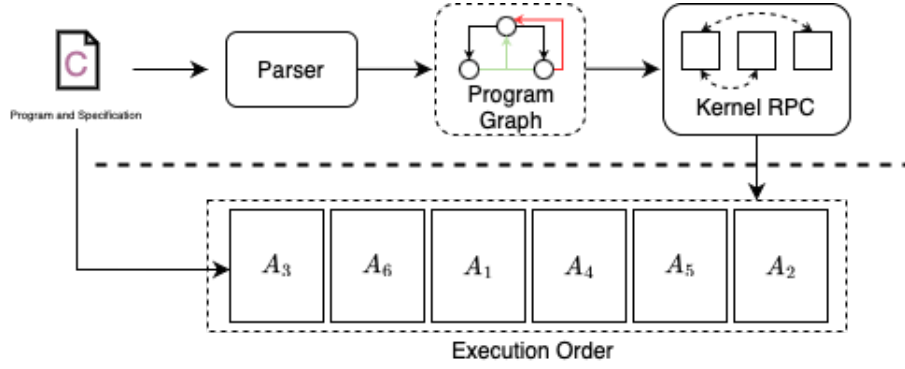 C
Parser
Program and Specification
Program
Graph
Kernel RPC
A₃ A₆ A₁ A₄ A₅ A₂
Execution Order